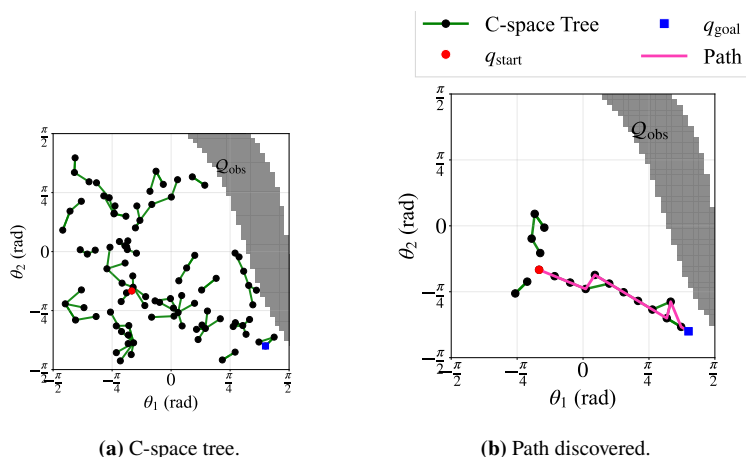 C-space Tree
q_goal
q_start
Path
π/2
π/4
0
−π/4
−π/2
θ₂ (rad)
Q_obs
−π/2 −π/4 0 π/4 π/2
θ₁ (rad)
(a) C-space tree.
π/2
π/4
0
−π/4
−π/2
θ₂ (rad)
Q_obs
−π/2 −π/4 0 π/4 π/2
θ₁ (rad)
(b) Path discovered.